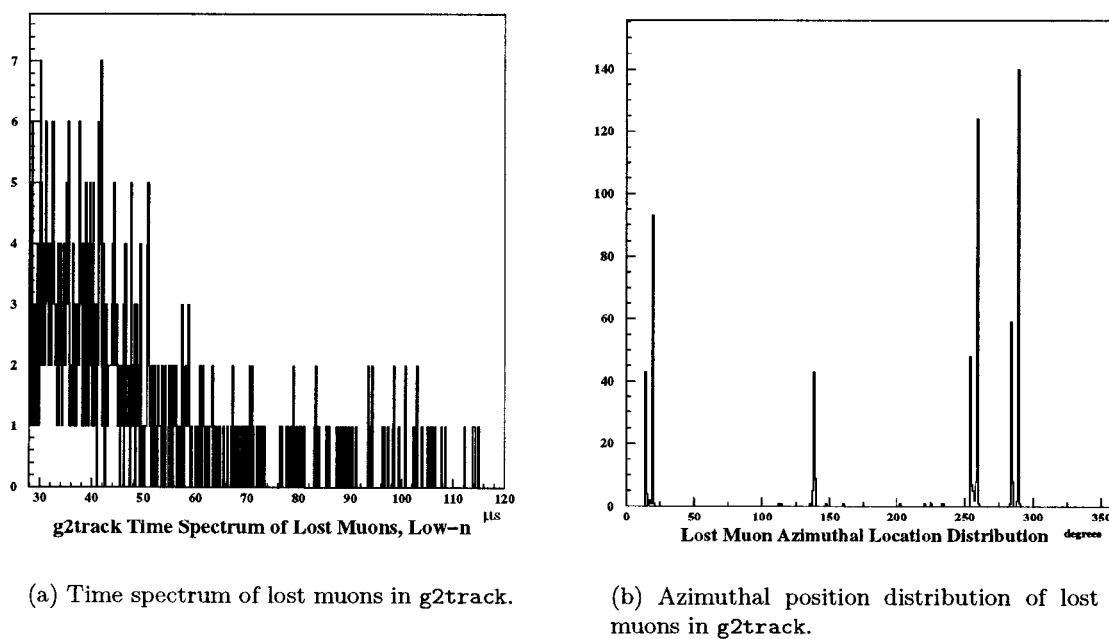 7
6
5
4
3
2
1
0
30 40 50 60 70 80 90 100 110 120
μs
g2track Time Spectrum of Lost Muons, Low-n
140
120
100
80
60
40
20
0
0 50 100 150 200 250 300 350
Lost Muon Azimuthal Location Distribution degrees
(a) Time spectrum of lost muons in g2track.
(b) Azimuthal position distribution of lost
muons in g2track.